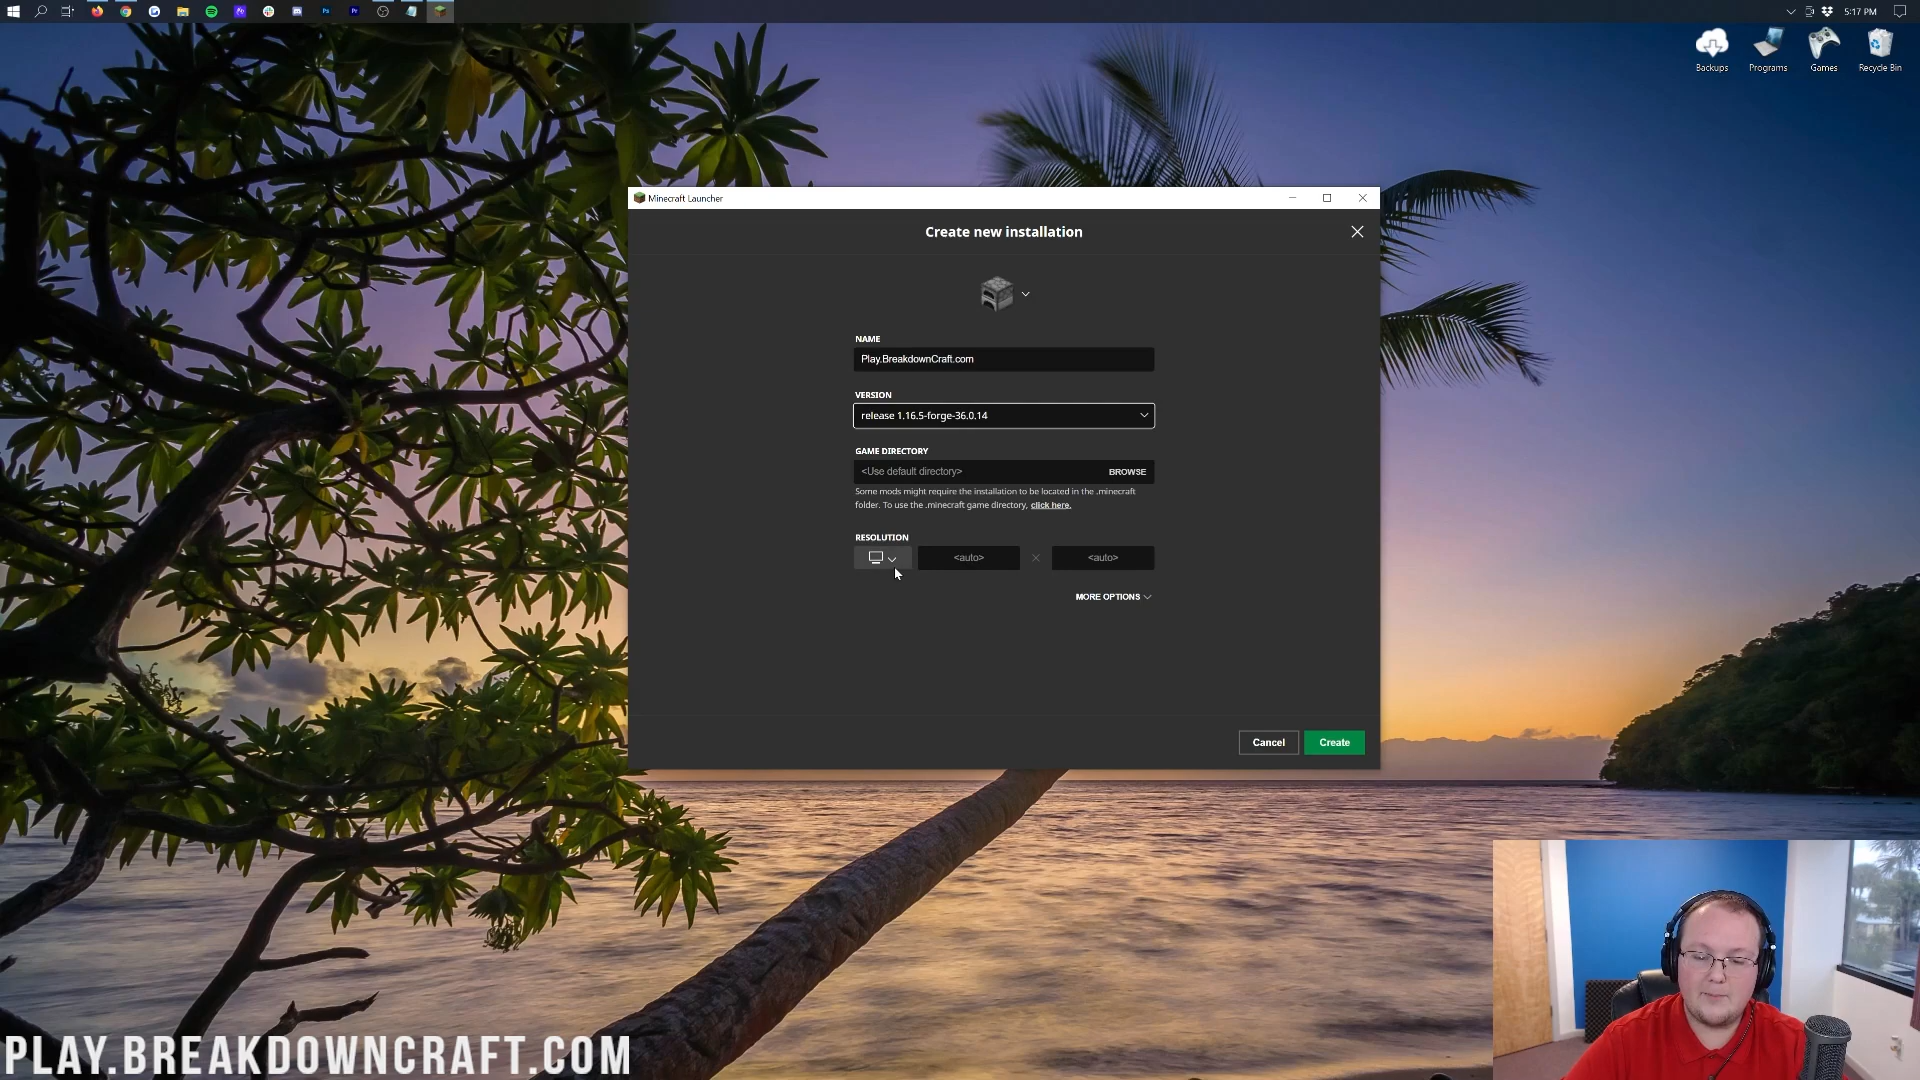 5:17 PM
Backups
Programs
Games
Recycle Bin
Minecraft Launcher
Create new installation
NAME
Play.BreakdownCraft.com
VERSION
release 1.16.5-forge-36.0.14
GAME DIRECTORY
<Use default directory>
BROWSE
Some mods might require the installation to be located in the .minecraft
folder. To use the .minecraft game directory, click here.
RESOLUTION
<auto>
<auto>
MORE OPTIONS
Cancel
Create
PLAY.BREAKDOWNCRAFT.COM